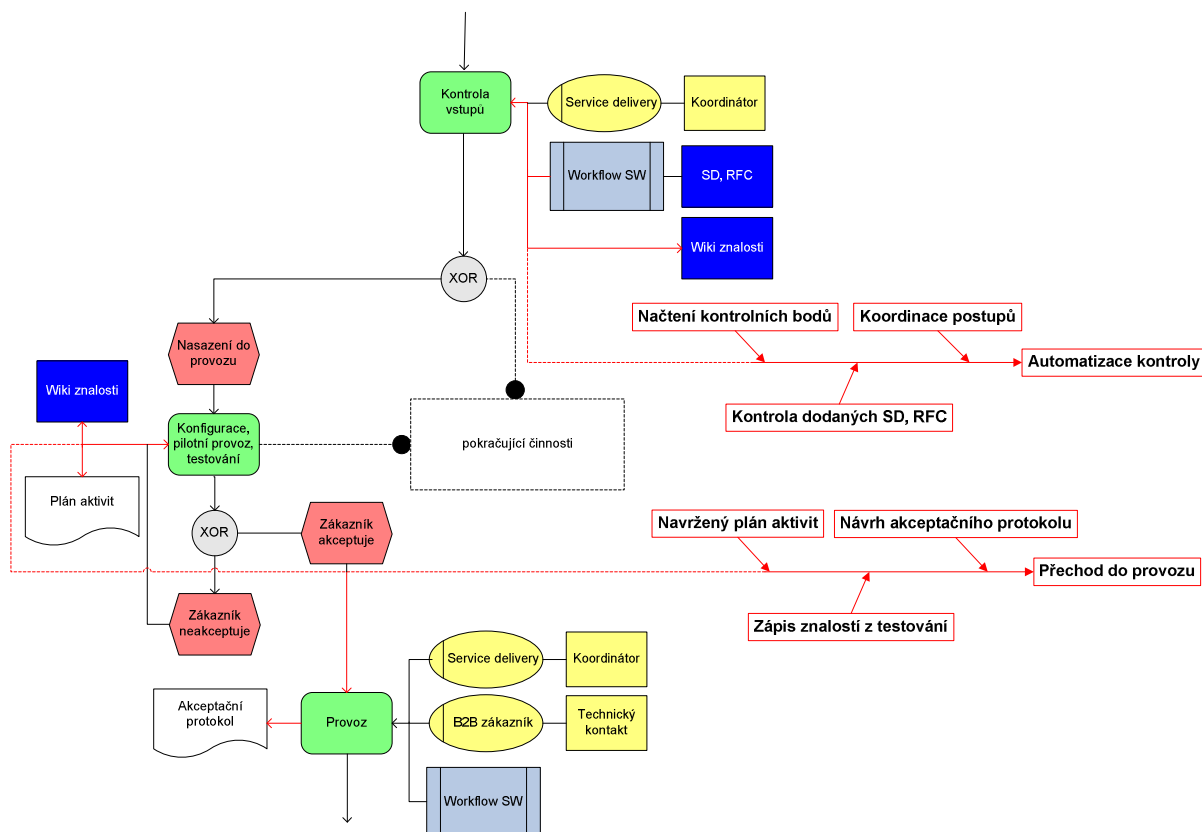 Kontrola
vstupů
Service delivery
Koordinátor
Workflow SW
SD, RFC
Wiki znalosti
XOR
Načtení kontrolních bodů
Koordinace postupů
Nasazení do
provozu
Automatizace kontroly
Wiki znalosti
Kontrola dodaných SD, RFC
Konfigurace,
pilotní provoz,
testování
pokračující činnosti
Plán aktivit
XOR
Zákazník
akceptuje
Navržený plán aktivit
Návrh akceptačního protokolu
Přechod do provozu
Zákazník
neakceptuje
Zápis znalostí z testování
Service delivery
Koordinátor
Akceptační
protokol
Provoz
B2B zákazník
Technický
kontakt
Workflow SW